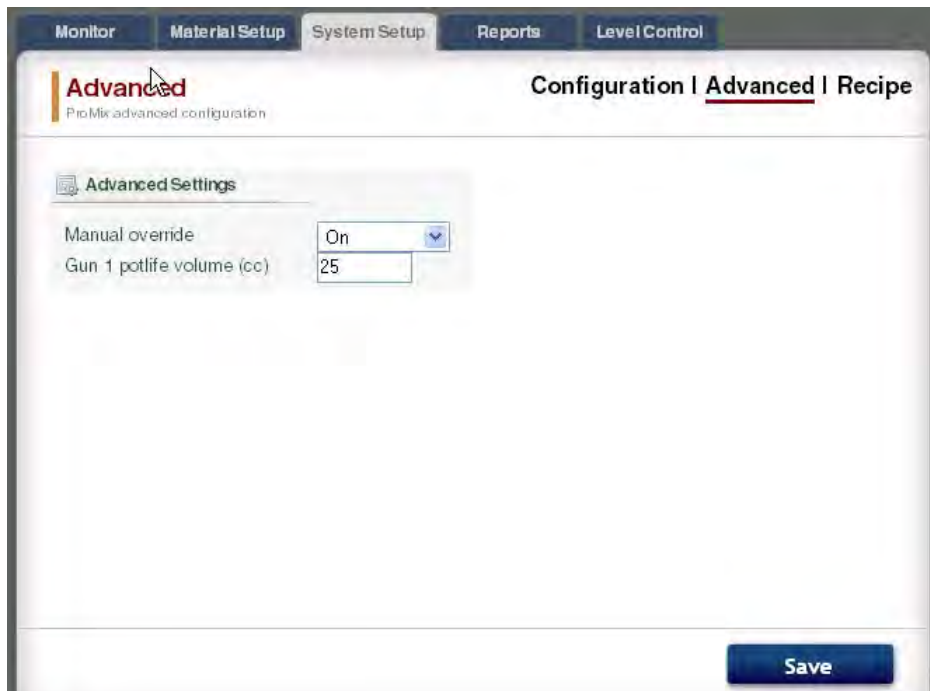 Monitor Material Setup System Setup Reports Level Control
Advanced Configuration | Advanced | Recipe
ProMix advanced configuration
Advanced Settings
Manual override On
Gun 1 potlife volume (cc) 25
Save